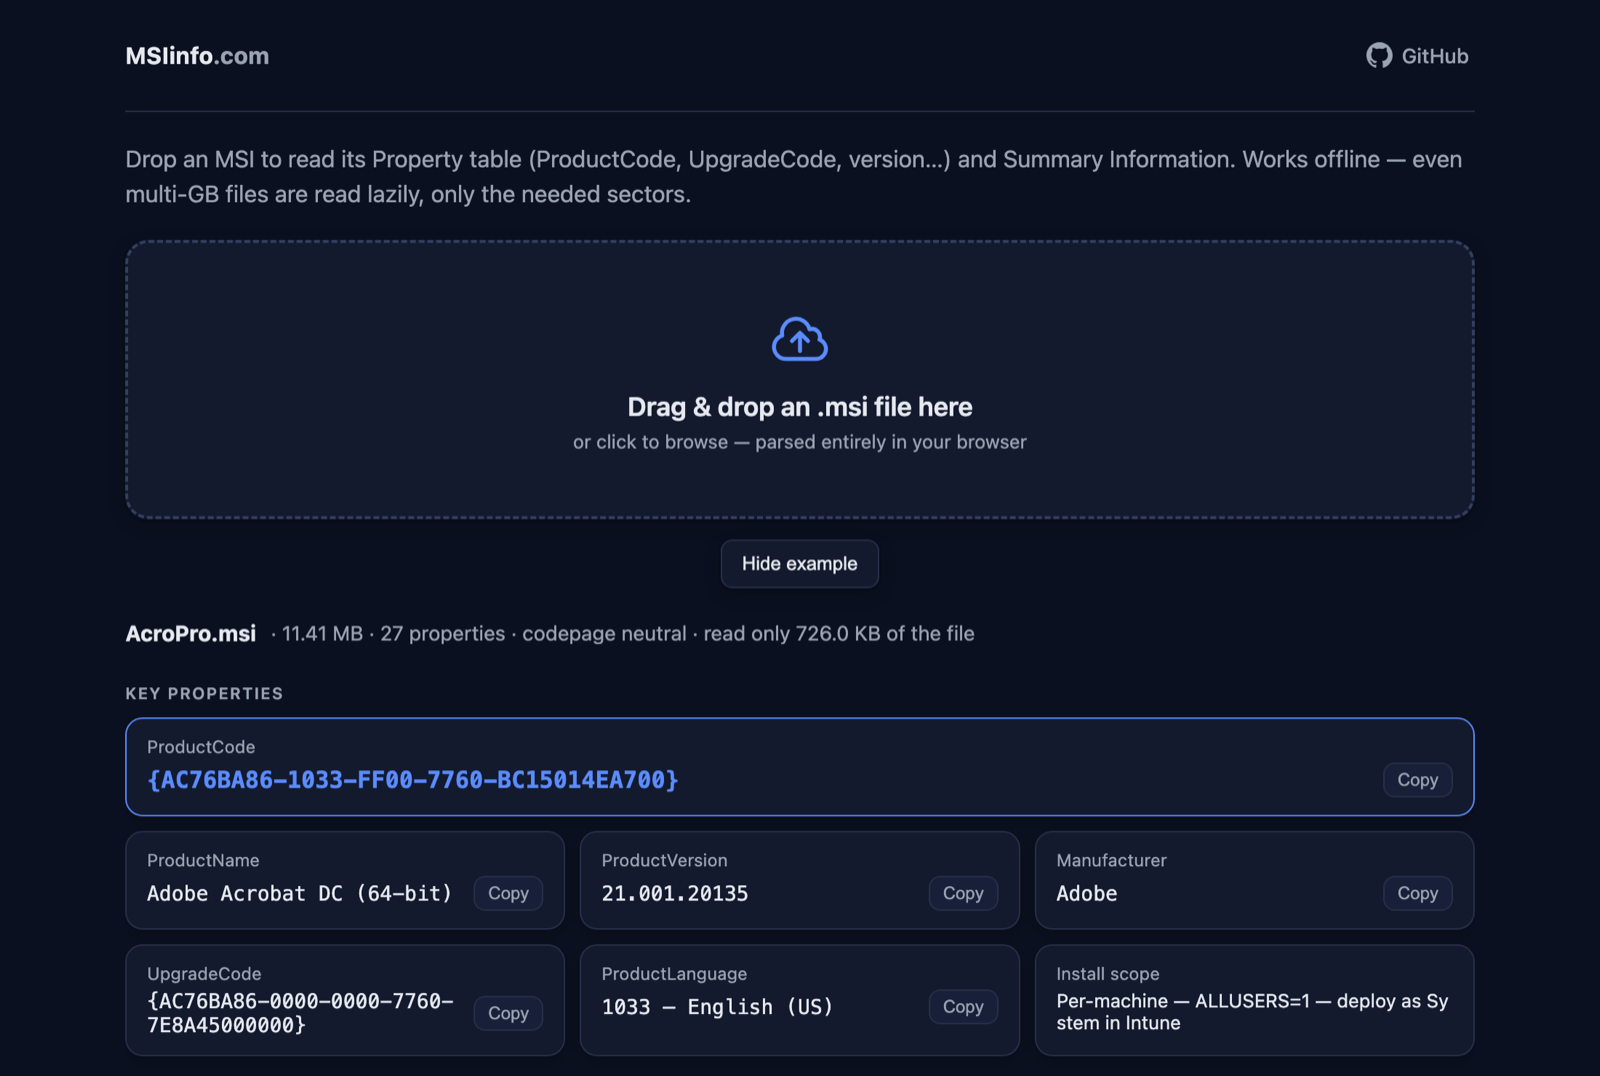 MSIinfo.com
GitHub
Drop an MSI to read its Property table (ProductCode, UpgradeCode, version…) and Summary Information. Works offline — even
multi-GB files are read lazily, only the needed sectors.
Drag & drop an .msi file here
or click to browse — parsed entirely in your browser
Hide example
AcroPro.msi · 11.41 MB · 27 properties · codepage neutral · read only 726.0 KB of the file
KEY PROPERTIES
ProductCode
{AC76BA86-1033-FF00-7760-BC15014EA700}
Copy
ProductName
Adobe Acrobat DC (64-bit)
Copy
ProductVersion
21.001.20135
Copy
Manufacturer
Adobe
Copy
UpgradeCode
{AC76BA86-0000-0000-7760-
7E8A45000000}
Copy
ProductLanguage
1033 — English (US)
Copy
Install scope
Per-machine — ALLUSERS=1 — deploy as Sy
stem in Intune